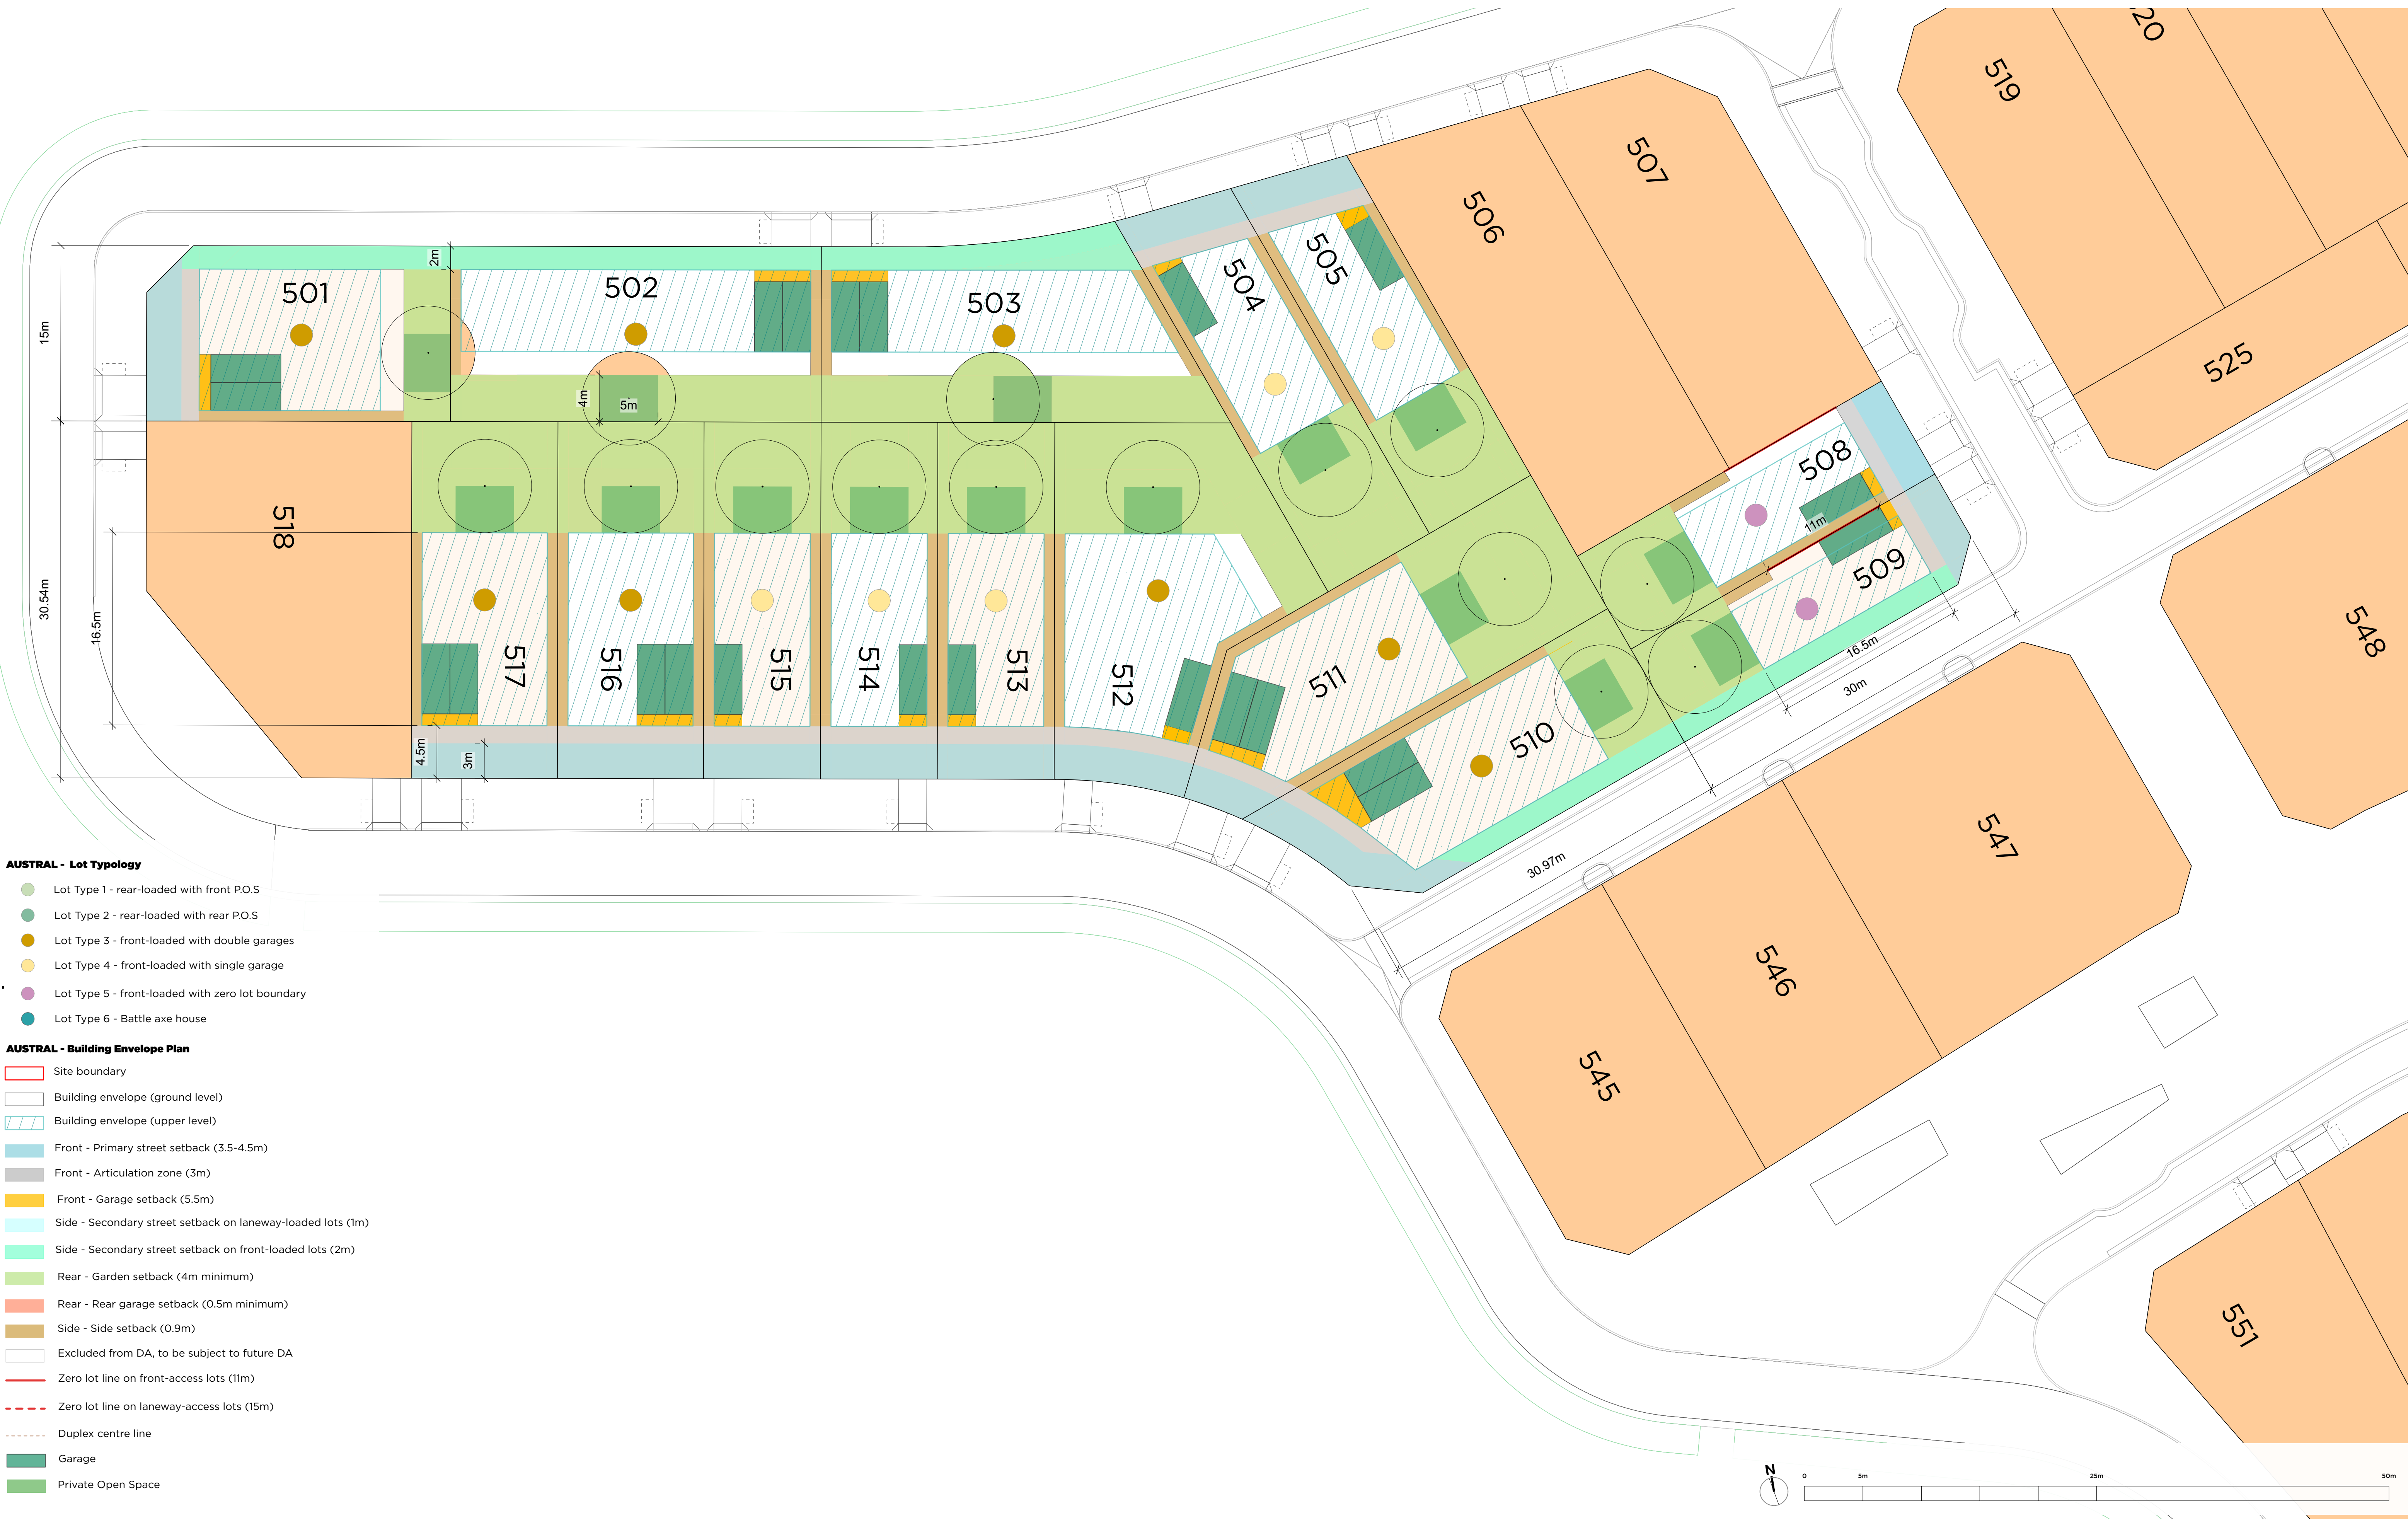 520
519
507
506
525
505
504
2m
501
502
503
15m
4m
5m
508
11m
509
548
518
30.54m
16.5m
517
516
515
514
513
512
511
510
16.5m
30m
4.5m
3m
30.97m
547
546
545
551
AUSTRAL - Lot Typology
Lot Type 1 - rear-loaded with front P.O.S
Lot Type 2 - rear-loaded with rear P.O.S
Lot Type 3 - front-loaded with double garages
Lot Type 4 - front-loaded with single garage
Lot Type 5 - front-loaded with zero lot boundary
Lot Type 6 - Battle axe house
AUSTRAL - Building Envelope Plan
Site boundary
Building envelope (ground level)
Building envelope (upper level)
Front - Primary street setback (3.5-4.5m)
Front - Articulation zone (3m)
Front - Garage setback (5.5m)
Side - Secondary street setback on laneway-loaded lots (1m)
Side - Secondary street setback on front-loaded lots (2m)
Rear - Garden setback (4m minimum)
Rear - Rear garage setback (0.5m minimum)
Side - Side setback (0.9m)
Excluded from DA, to be subject to future DA
Zero lot line on front-access lots (11m)
Zero lot line on laneway-access lots (15m)
Duplex centre line
Garage
Private Open Space
N
0 5m 25m 50m